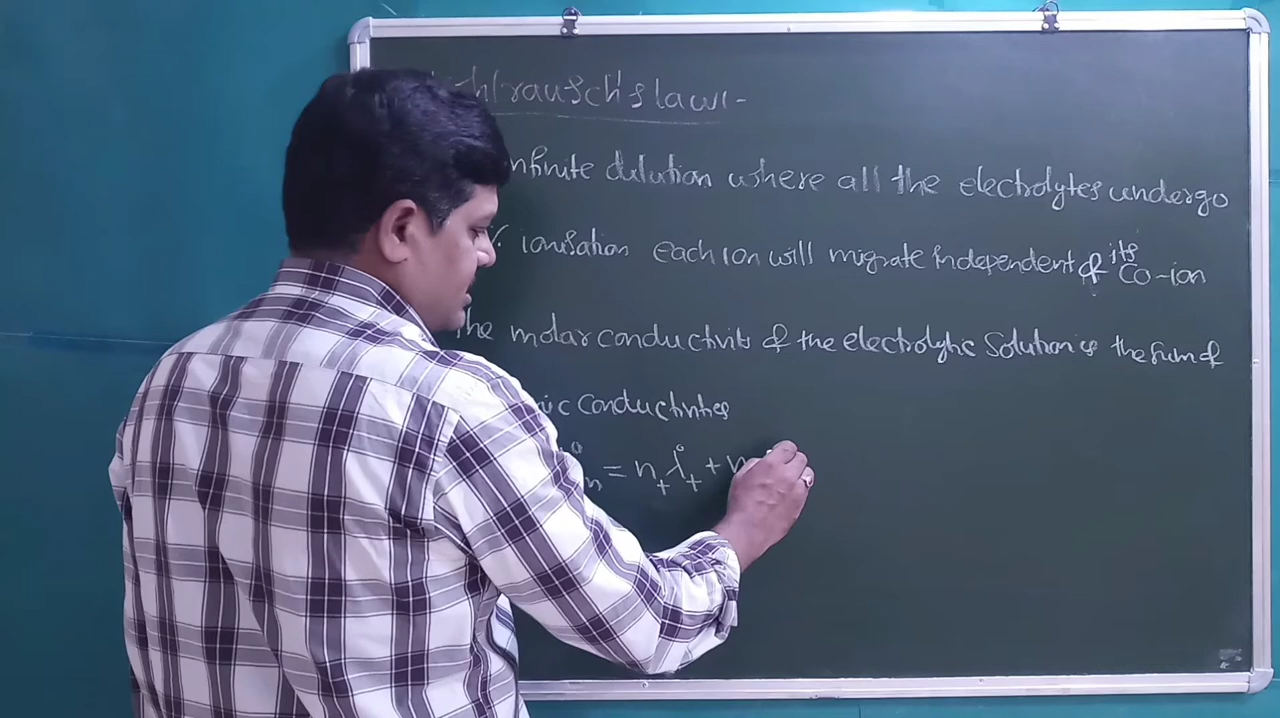 hlrausch's law:-
nfinite dilution where all the electrolytes undergo
% ionisation each ion will migrate independent of its co-ion
The molar conductivity of the electrolytic solution is the sum of
ic conductivities
°m = n₊λ°₊ + n